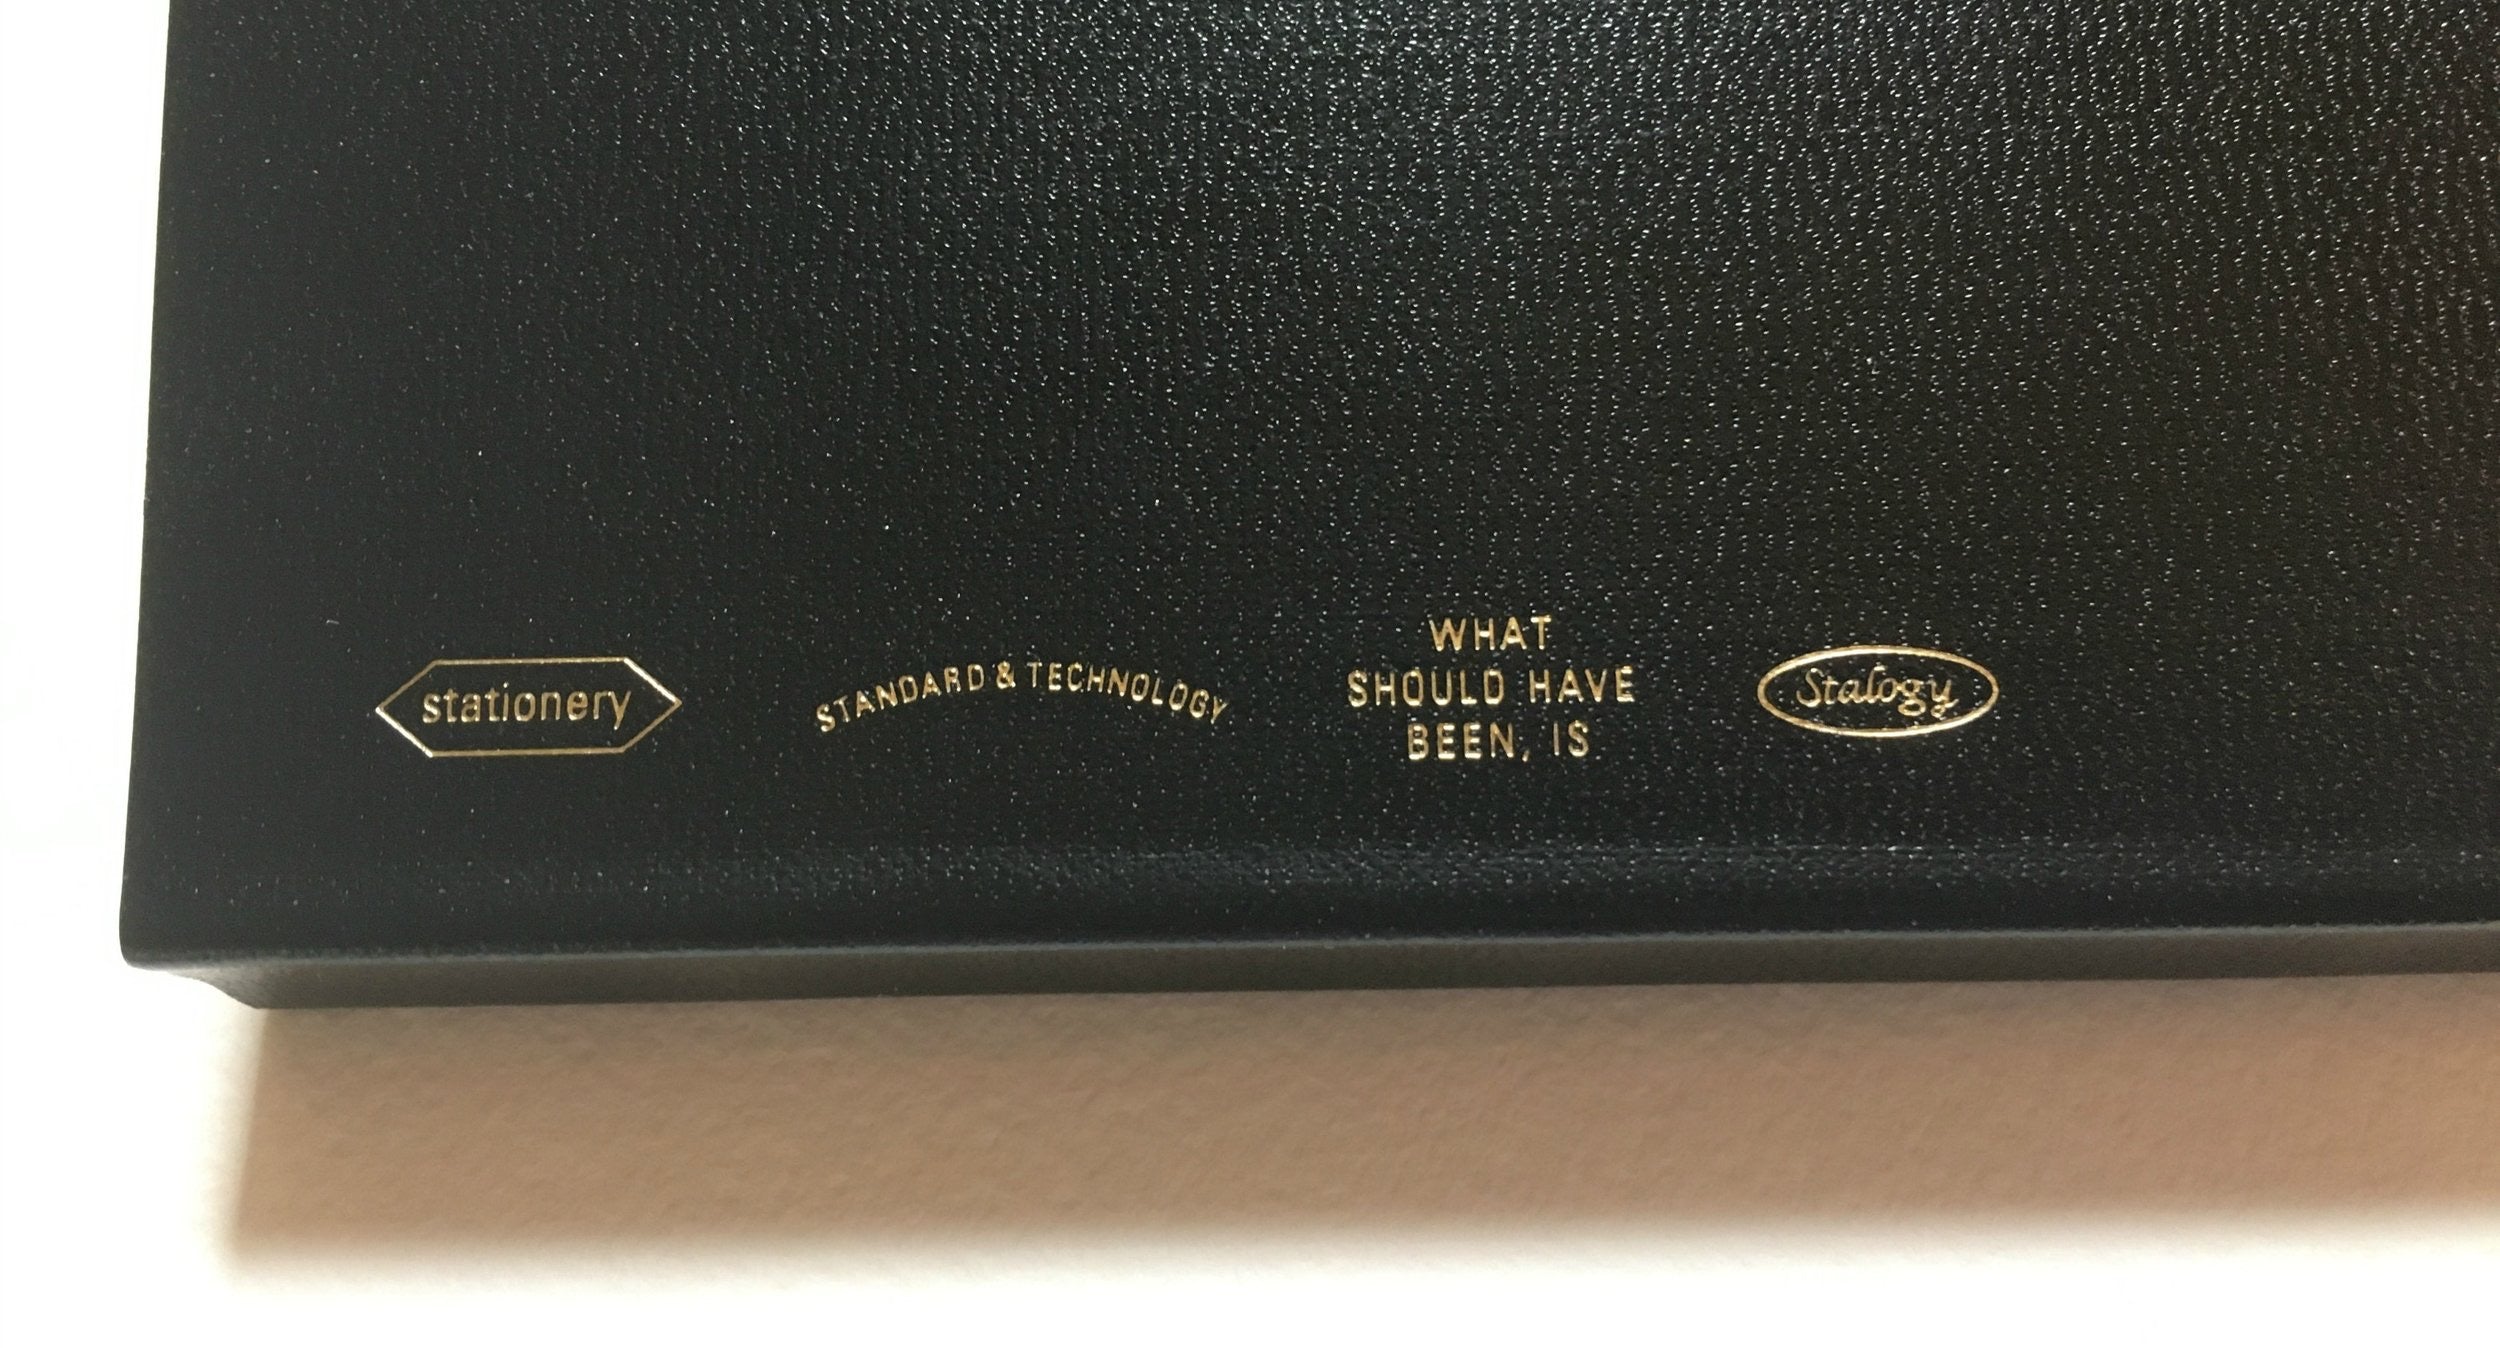 stationery
STANDARD & TECHNOLOGY
WHAT
SHOULD HAVE
BEEN, IS
Stalogy